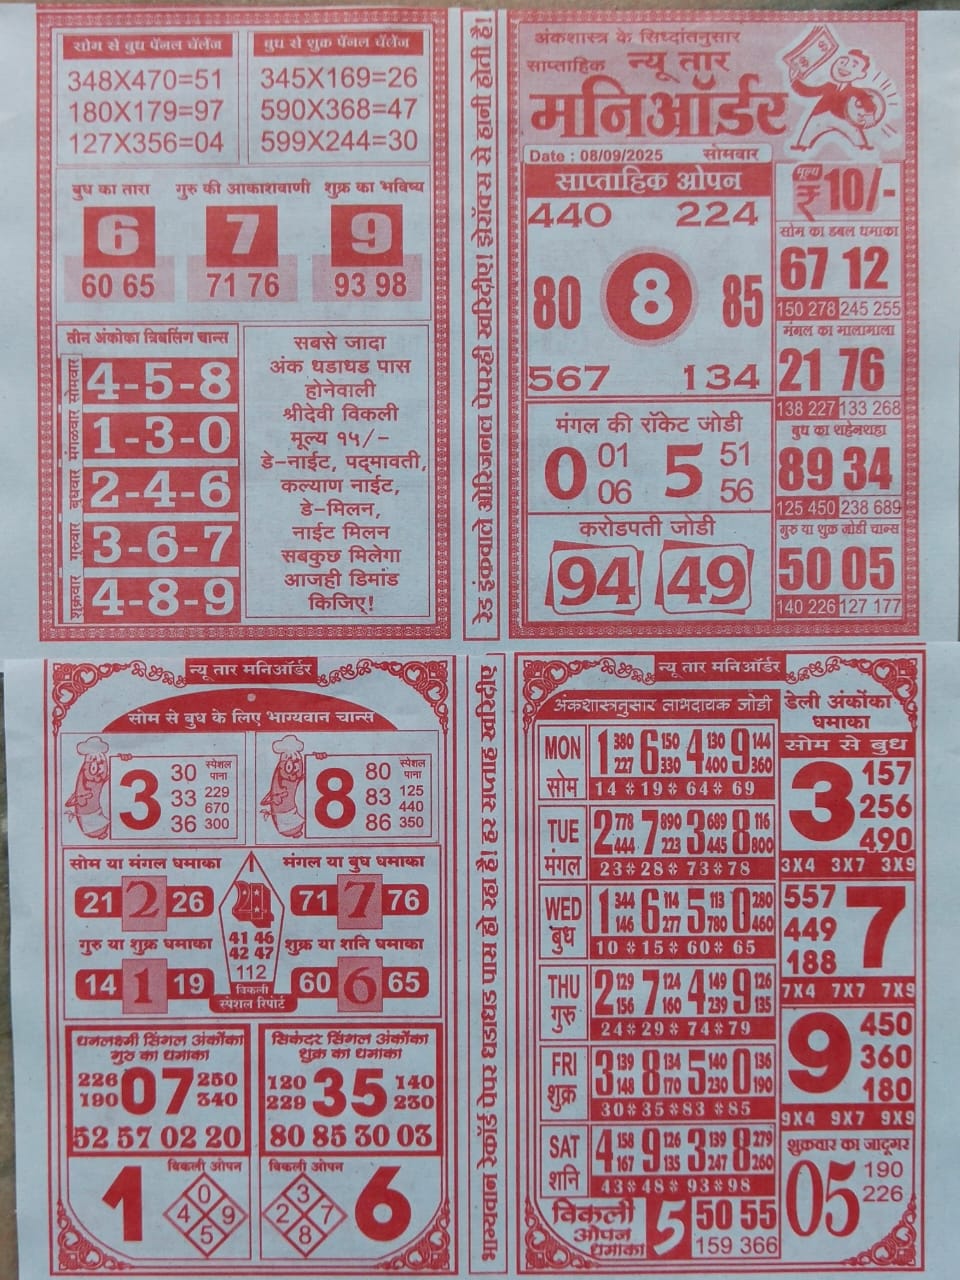 सोम से बुध पॅनल चॅलेंज
348X470=51
180X179=97
127X356=04
बुध से शुक्र पॅनल चॅलेंज
345X169=26
590X368=47
599X244=30
बुध का तारा
6
60 65
गुरु की आकाशवाणी
7
71 76
शुक्र का भविष्य
9
93 98
तीन अंकोका त्रिबलिंग चान्स
सोमवार 4-5-8
मंगळवार 1-3-0
बुधवार 2-4-6
गुरुवार 3-6-7
शुक्रवार 4-8-9
सबसे जादा
अंक धडाधड पास
होनेवाली
श्रीदेवी विकली
मूल्य १५/-
डे-नाईट, पद्मावती,
कल्याण नाईट,
डे-मिलन,
नाईट मिलन
सबकुछ मिलेगा
आजही डिमांड
किजिए!
रेड इंकवाले ओरिजनल पेपरही खरिदीए! झेरॉक्स से हानी होती है!
अंकशास्त्र के सिध्दांतनुसार
साप्ताहिक न्यू तार
मनिऑर्डर
Date : 08/09/2025 सोमवार
साप्ताहिक ओपन
440 224
80 8 85
567 134
मंगल की रॉकेट जोडी
0 01 06 5 51 56
करोडपती जोडी
94 49
मूल्य
₹10/-
सोम का डबल धमाका
67 12
150 278 245 255
मंगल का मालामाल
21 76
138 227 133 268
बुध का शहेनशहा
89 34
125 450 238 689
गुरु या शुक्र जोडी चान्स
50 05
140 226 127 177
न्यू तार मनिऑर्डर
सोम से बुध के लिए भाग्यवान चान्स
3
30
33
36
स्पेशल
पाना
229
670
300
8
80
83
86
स्पेशल
पाना
125
440
350
सोम या मंगल धमाका
21 2 26
मंगल या बुध धमाका
71 7 76
गुरु या शुक्र धमाका
14 1 19
शुक्र या शनि धमाका
60 6 65
41 46
42 47
112
विकली
स्पेशल रिपोर्ट
धनलक्ष्मी सिंगल अंकोंका
गुरु का धमाका
226 07 250
190 340
52 57 02 20
सिकंदर सिंगल अंकोंका
शुक्र का धमाका
120 35 140
229 230
80 85 30 03
विकली ओपन
1
0
4 9
5
विकली ओपन
3
2 7
8
6
भाग्यवान रेकॉर्ड पेपर धडाधड पास हो रहा है! हर सप्ताह खरिदीए
न्यू तार मनिऑर्डर
अंकशास्त्रनुसार लाभदायक जोडी
MON
सोम
1 380 227 6 150 330 4 130 400 9 144 360
14*19*64*69
TUE
मंगल
2 778 444 7 890 223 3 689 445 8 116 800
23*28*73*78
WED
बुध
1 344 146 6 114 277 5 113 780 0 280 460
10*15*60*65
THU
गुरु
2 129 156 7 124 160 4 149 239 9 126 135
24*29*74*79
FRI
शुक्र
3 139 148 8 134 170 5 140 230 0 136 190
30*35*83*85
SAT
शनि
4 158 167 9 126 135 3 139 247 8 279 260
43*48*93*98
विकली
ओपन
धमाका
5
50 55
159 366
डेली अंकोंका
धमाका
सोम से बुध
3
157
256
490
3X4 3X7 3X9
557
449
188
7
7X4 7X7 7X9
9
450
360
180
9X4 9X7 9X9
शुक्रवार का जादूगर
05
190
226